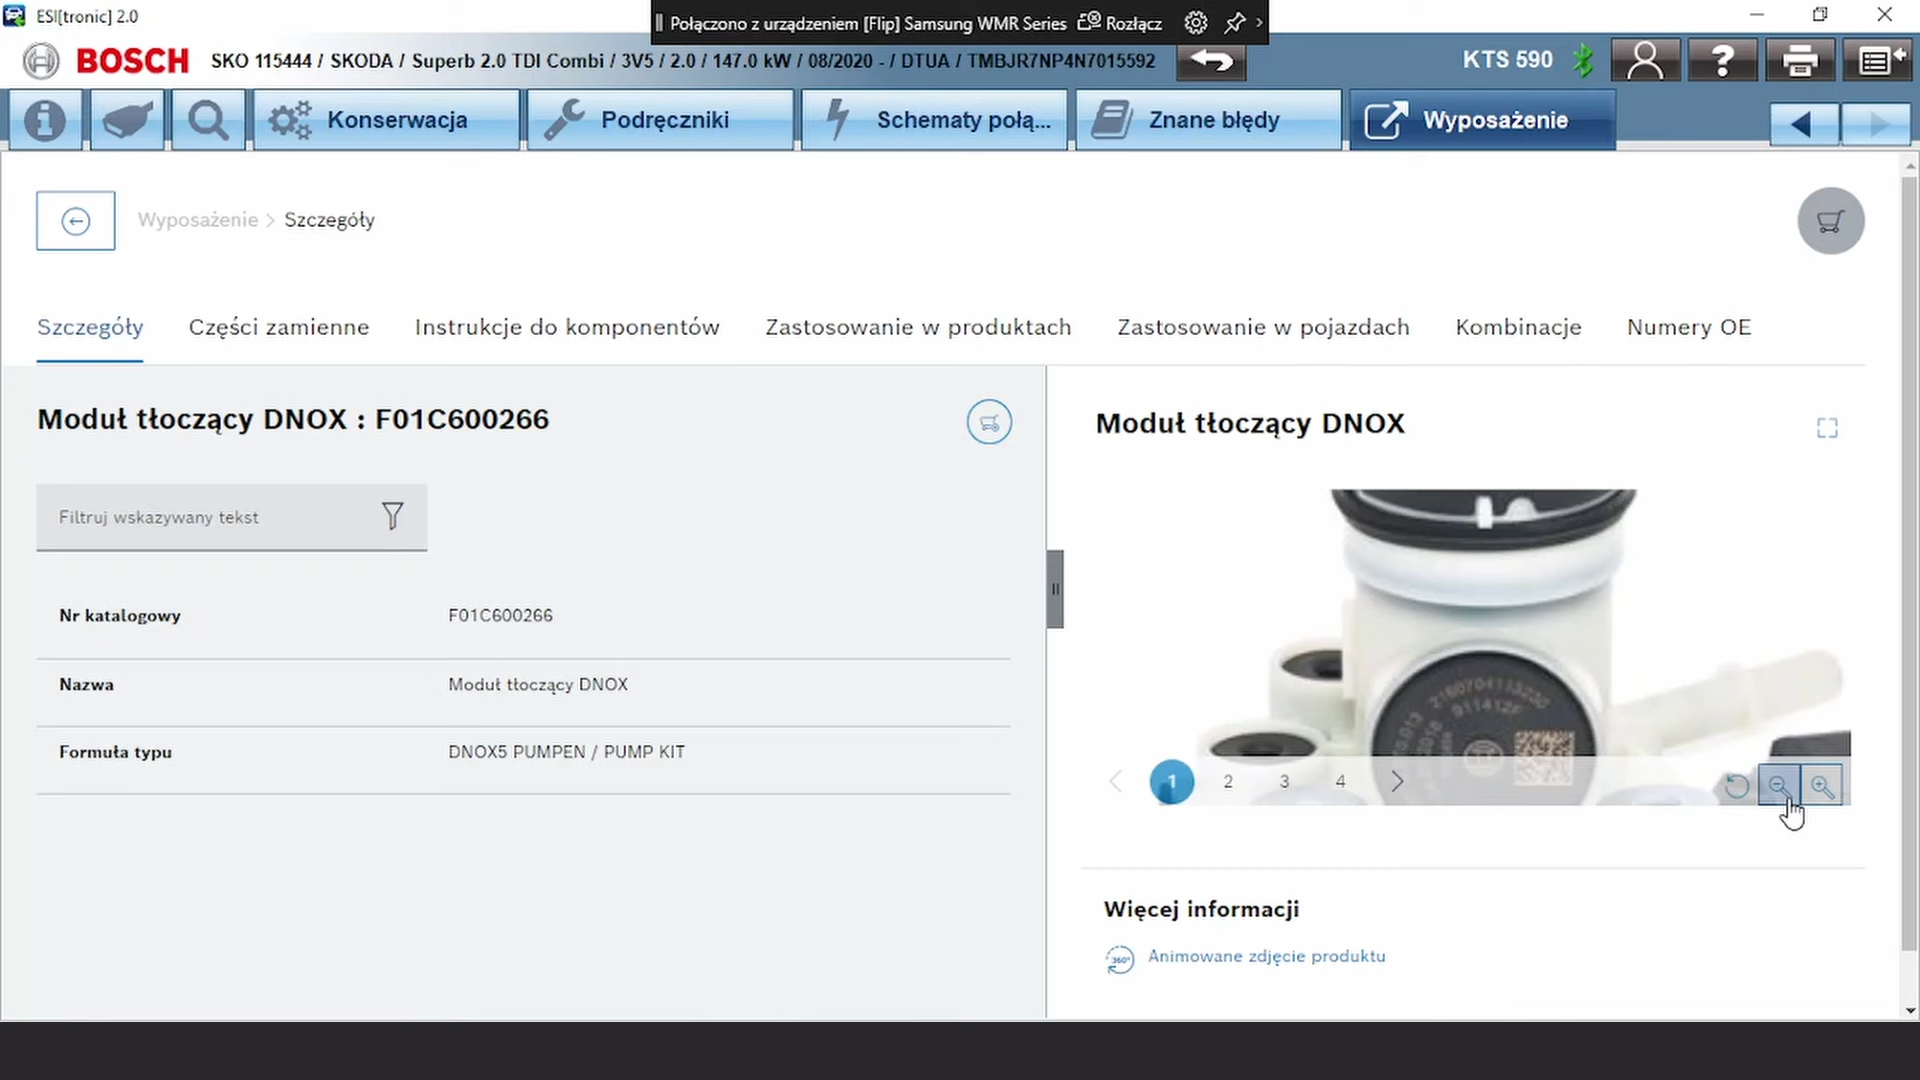 ESI[tronic] 2.0
Połączono z urządzeniem [Flip] Samsung WMR Series
Rozłącz
BOSCH
SKO 115444 / SKODA / Superb 2.0 TDI Combi / 3V5 / 2.0 / 147.0 kW / 08/2020 - / DTUA / TMBJR7NP4N7015592
KTS 590
Konserwacja
Podręczniki
Schematy połą...
Znane błędy
Wyposażenie
Wyposażenie > Szczegóły
Szczegóły
Części zamienne
Instrukcje do komponentów
Zastosowanie w produktach
Zastosowanie w pojazdach
Kombinacje
Numery OE
Moduł tłoczący DNOX : F01C600266
Filtruj wskazywany tekst
Nr katalogowy F01C600266
Nazwa Moduł tłoczący DNOX
Formuła typu DNOX5 PUMPEN / PUMP KIT
Moduł tłoczący DNOX
1 2 3 4
Więcej informacji
360°
Animowane zdjęcie produktu